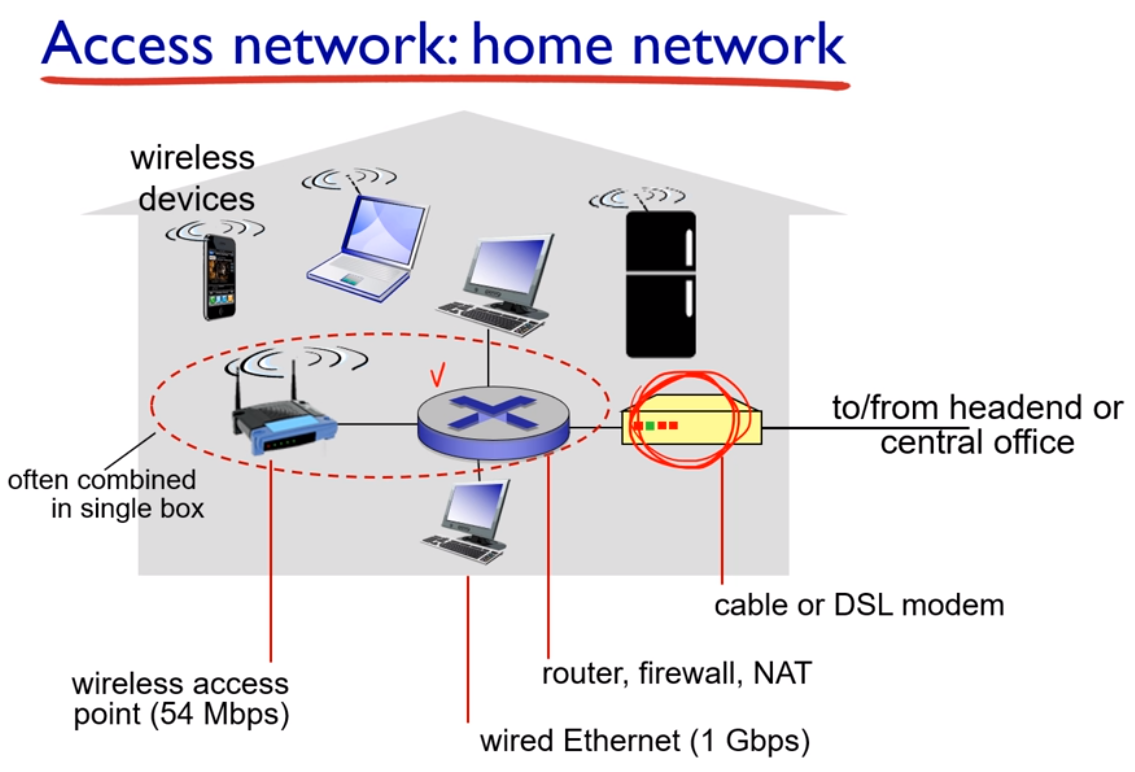 Access network: home network
wireless
devices
to/from headend or
central office
often combined
in single box
cable or DSL modem
router, firewall, NAT
wireless access
point (54 Mbps)
wired Ethernet (1 Gbps)